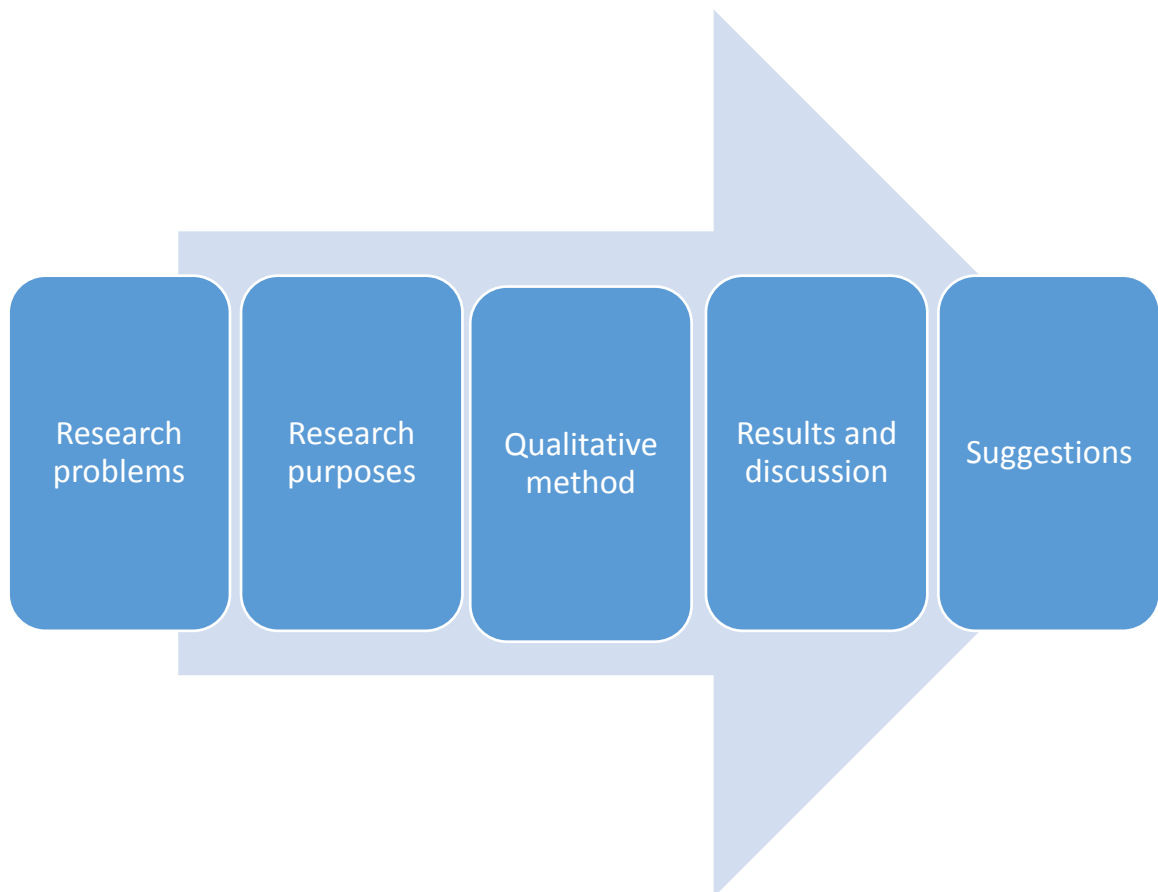 Research
problems
Research
purposes
Qualitative
method
Results and
discussion
Suggestions